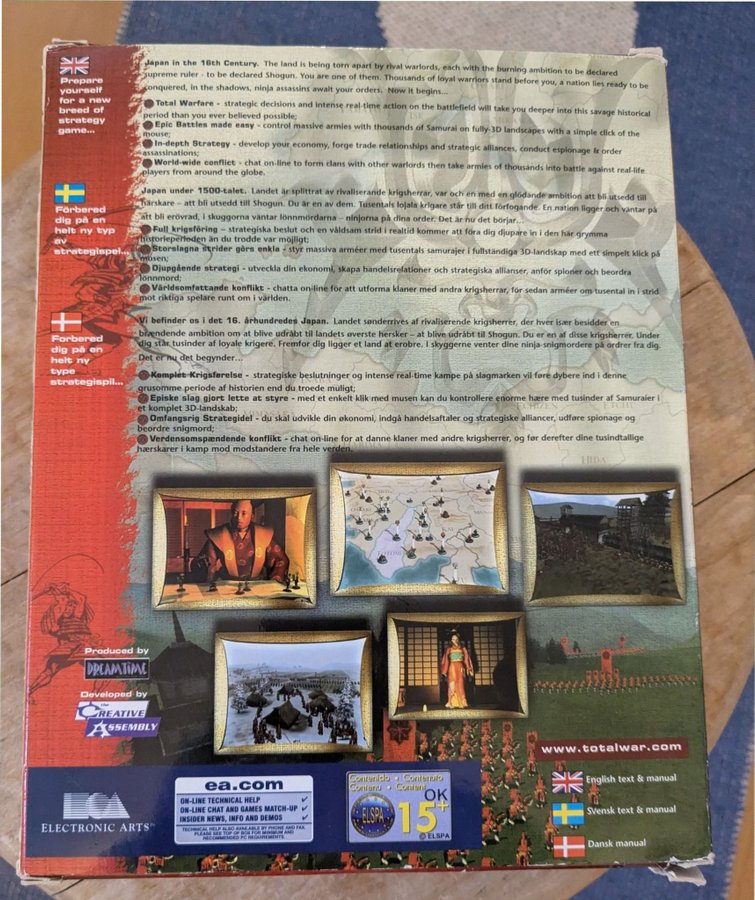 Prepare
yourself
for a new
breed of
strategy
game...
Japan in the 16th Century. The land is being torn apart by rival warlords, each with the burning ambition to be declared
supreme ruler - to be declared Shogun. You are one of them. Thousands of loyal warriors stand before you, a nation lies ready to be
conquered, in the shadows, ninja assassins await your orders. Now it begins...
Total Warfare - strategic decisions and intense real-time action on the battlefield will take you deeper into this savage historical
period than you ever believed possible;
Epic Battles made easy - control massive armies with thousands of Samurai on fully-3D landscapes with a simple click of the
mouse;
In-depth Strategy - develop your economy, forge trade relationships and strategic alliances, conduct espionage & order
assassinations;
World-wide conflict - chat on-line to form clans with other warlords then take armies of thousands into battle against real-life
players from around the globe.
Förbered
dig på en
helt ny typ
av
strategispel...
Japan under 1500-talet. Landet är splittrat av rivaliserande krigsherrar, var och en med en glödande ambition att bli utsedd till
härskare – att bli utsedd till Shogun. Du är en av dem. Tusentals lojala krigare står till ditt förfogande. En nation ligger och väntar på
att bli erövrad, i skuggorna väntar lönnmördarna – ninjorna på dina order. Det är nu det börjar...
Full krigsföring – strategiska beslut och en våldsam strid i realtid kommer att föra dig djupare in i den här grymma
historieperioden än du trodde var möjligt;
Storslagna strider görs enkla – styr massiva arméer med tusentals samurajer i fullständiga 3D-landskap med ett simpelt klick på
musen;
Djupgående strategi – utveckla din ekonomi, skapa handelsrelationer och strategiska allianser, anför spioner och beordra
lönnmord;
Världsomfattande konflikt – chatta on-line för att utforma klaner med andra krigsherrar, för sedan arméer om tusental in i strid
mot riktiga spelare runt om i världen.
Forbered
dig på en
helt ny
type
strategispil...
Vi befinder os i det 16. århundredes Japan. Landet sønderrives af rivaliserende krigsherrer, der hver især besidder en
brændende ambition om at blive udråbt til landets øverste hersker – at blive udråbt til Shogun. Du er en af disse krigsherrer. Under
dig står tusinder af loyale krigere. Fremfor dig ligger et land at erobre. I skyggerne venter dine ninja-snigmordere på ordrer fra dig.
Det er nu det begynder...
Komplet Krigsførelse - strategiske beslutninger og intense real-time kampe på slagmarken vil føre dybere ind i denne
grusomme periode af historien end du troede muligt;
Episke slag gjort lette at styre - med et enkelt klik med musen kan du kontrollere enorme hære med tusinder af Samuraier i
et komplet 3D-landskab;
Omfangsrig Strategidel - du skal udvikle din økonomi, indgå handelsaftaler og strategiske alliancer, udføre spionage og
beordre snigmord;
Verdensomspændende konflikt - chat on-line for at danne klaner med andre krigsherrer, og før derefter dine tusindtallige
hærskarer i kamp mod modstandere fra hele verden.
Produced by
DREAMTIME
Developed by
the
CREATIVE
ASSEMBLY
www.totalwar.com
English text & manual
Svensk text & manual
Dansk manual
ELECTRONIC ARTS™
ea.com
ON-LINE TECHNICAL HELP
ON-LINE CHAT AND GAMES MATCH-UP
INSIDER NEWS, INFO AND DEMOS
TECHNICAL HELP ALSO AVAILABLE BY PHONE AND FAX.
PLEASE SEE TOP OF BOX FOR MINIMUM AND
RECOMMENDED PC REQUIREMENTS.
Contenido • Contenuto
Contenu • Content
ELSPA
OK
15+
© ELSPA